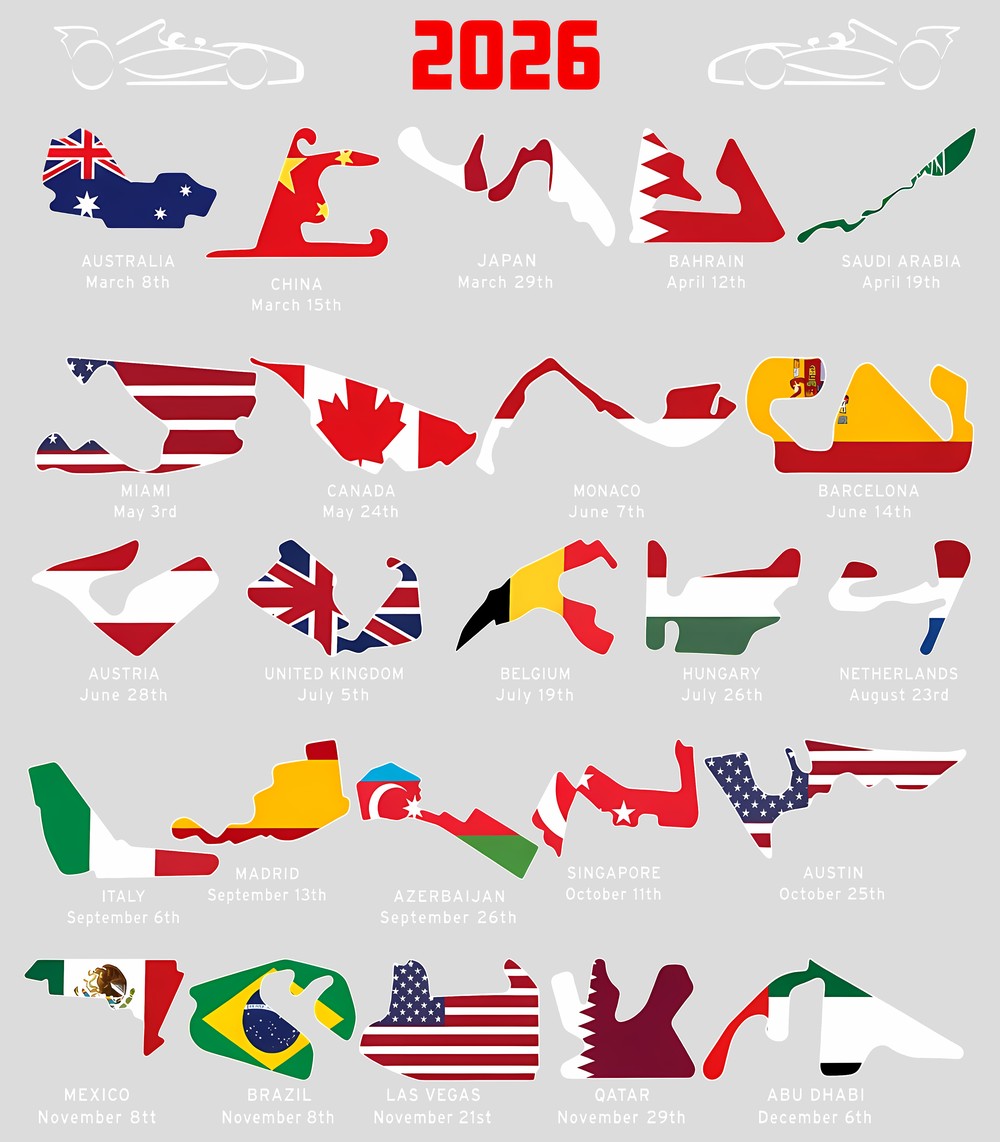 2026
AUSTRALIA
March 8th
CHINA
March 15th
JAPAN
March 29th
BAHRAIN
April 12th
SAUDI ARABIA
April 19th
MIAMI
May 3rd
CANADA
May 24th
MONACO
June 7th
BARCELONA
June 14th
AUSTRIA
June 28th
UNITED KINGDOM
July 5th
BELGIUM
July 19th
HUNGARY
July 26th
NETHERLANDS
August 23rd
ITALY
September 6th
MADRID
September 13th
AZERBAIJAN
September 26th
SINGAPORE
October 11th
AUSTIN
October 25th
MEXICO
November 8tt
BRAZIL
November 8th
LAS VEGAS
November 21st
QATAR
November 29th
ABU DHABI
December 6th